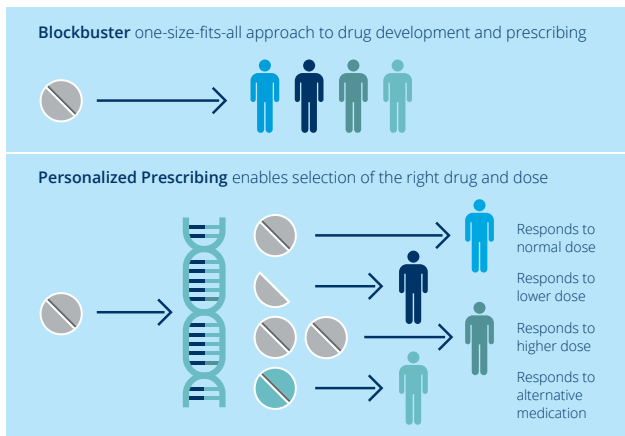 Blockbuster one-size-fits-all approach to drug development and prescribing
Personalized Prescribing enables selection of the right drug and dose
Responds to
normal dose
Responds to
lower dose
Responds to
higher dose
Responds to
alternative
medication